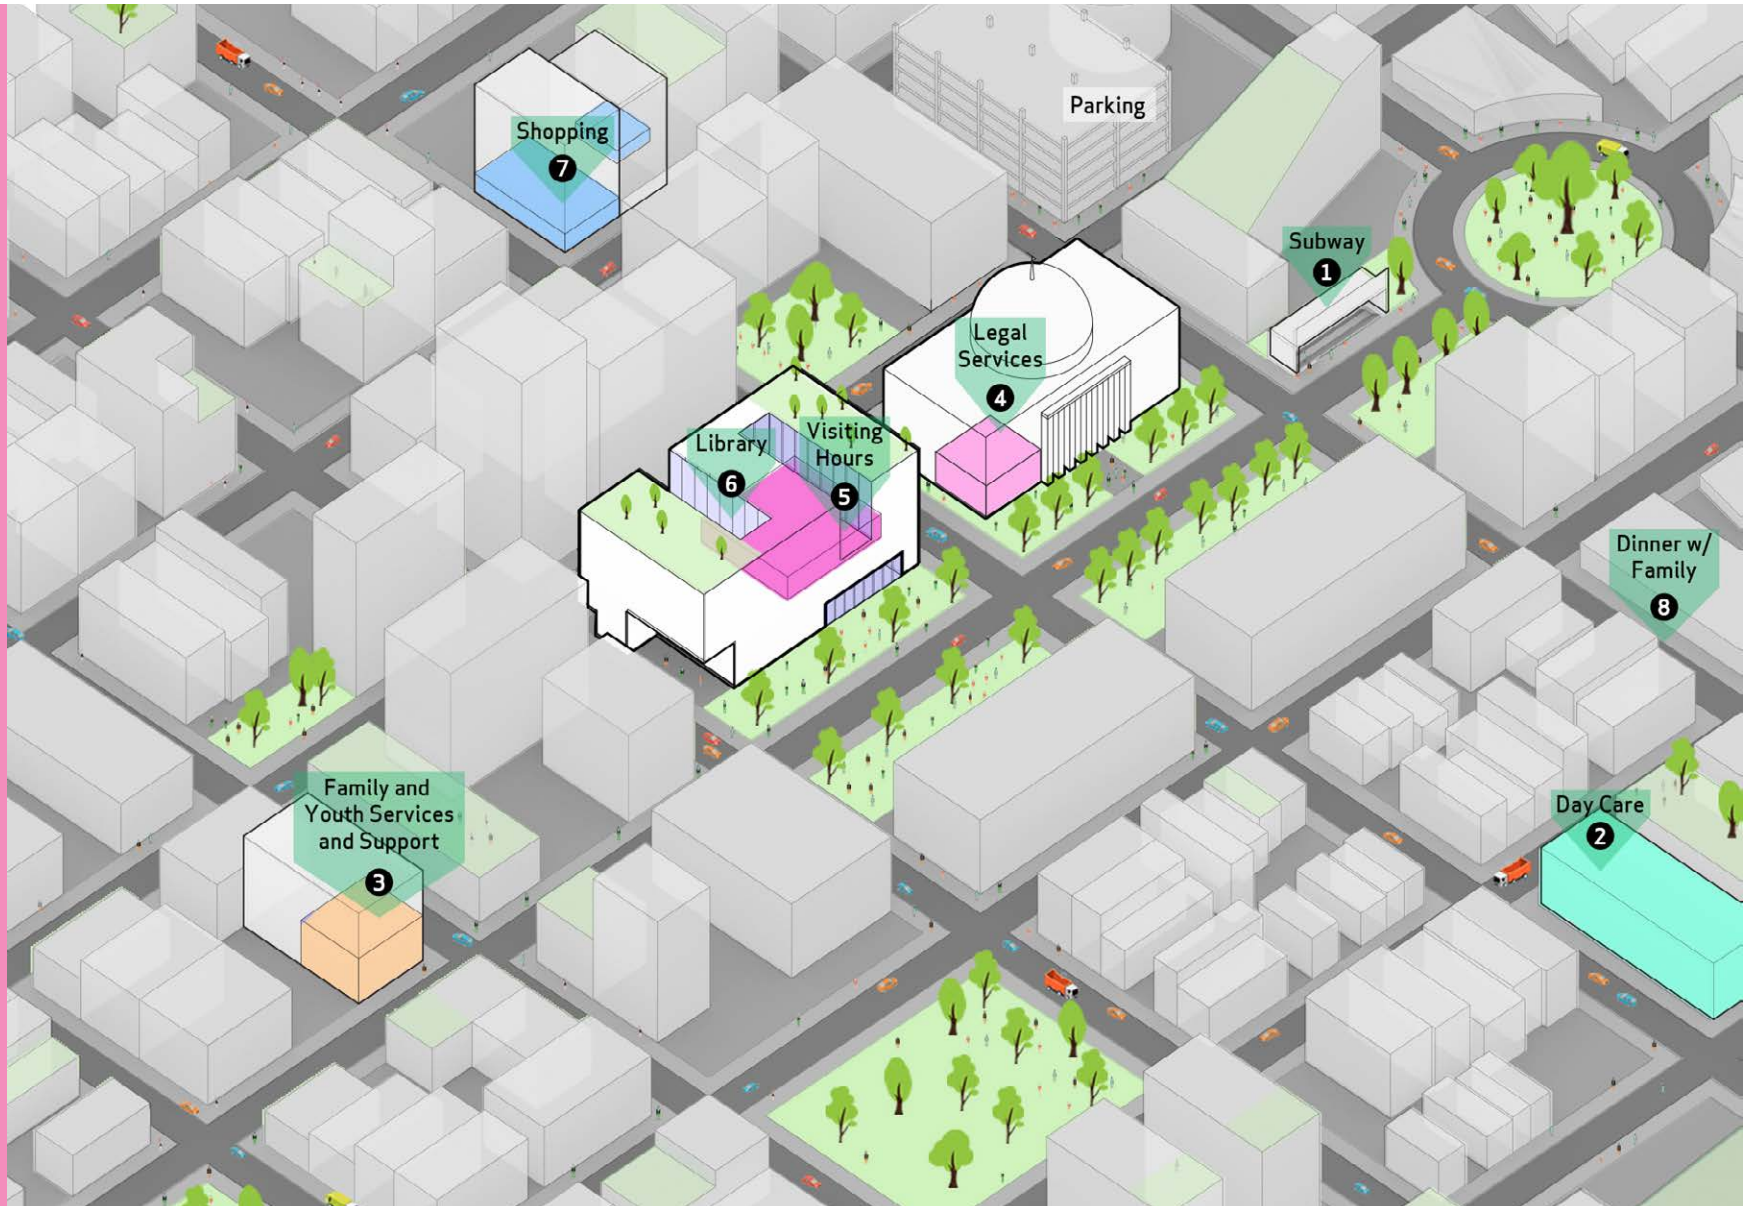 Parking
Shopping
7
Subway
1
Legal
Services
4
Library
6
Visiting
Hours
5
Dinner w/
Family
8
Family and
Youth Services
and Support
3
Day Care
2